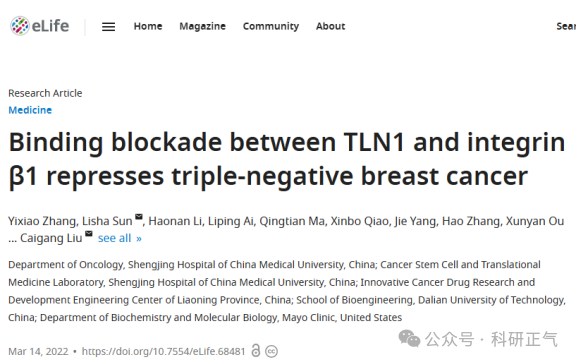 eLife
Home Magazine Community About Sear
Research Article
Medicine
Binding blockade between TLN1 and integrin
β1 represses triple-negative breast cancer
Yixiao Zhang, Lisha Sun, Haonan Li, Liping Ai, Qingtian Ma, Xinbo Qiao, Jie Yang, Hao Zhang, Xunyan Ou
... Caigang Liu see all »
Department of Oncology, Shengjing Hospital of China Medical University, China; Cancer Stem Cell and Translational
Medicine Laboratory, Shengjing Hospital of China Medical University, China; Innovative Cancer Drug Research and
Development Engineering Center of Liaoning Province, China; School of Bioengineering, Dalian University of Technology,
China; Department of Biochemistry and Molecular Biology, Mayo Clinic, United States
公众号 · 科研正气
Mar 14, 2022 • https://doi.org/10.7554/eLife.68481 cc